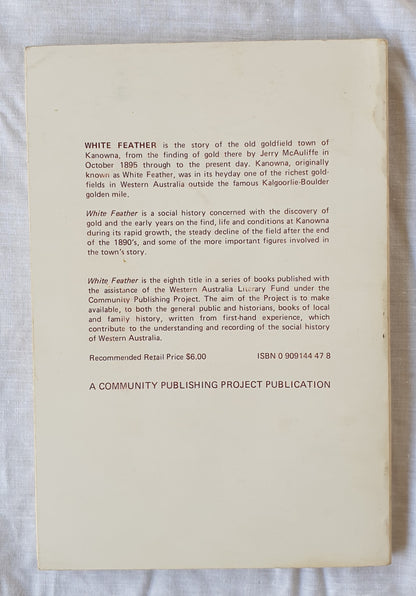 WHITE FEATHER is the story of the old goldfield town of
Kanowna, from the finding of gold there by Jerry McAuliffe in
October 1895 through to the present day. Kanowna, originally
known as White Feather, was in its heyday one of the richest gold-
fields in Western Australia outside the famous Kalgoorlie-Boulder
golden mile.
White Feather is a social history concerned with the discovery of
gold and the early years on the find, life and conditions at Kanowna
during its rapid growth, the steady decline of the field after the end
of the 1890's, and some of the more important figures involved in
the town's story.
White Feather is the eighth title in a series of books published with
the assistance of the Western Australia Literary Fund under the
Community Publishing Project. The aim of the Project is to make
available, to both the general public and historians, books of local
and family history, written from first-hand experience, which
contribute to the understanding and recording of the social history
of Western Australia.
Recommended Retail Price $6.00 ISBN 0 909144 47 8
A COMMUNITY PUBLISHING PROJECT PUBLICATION